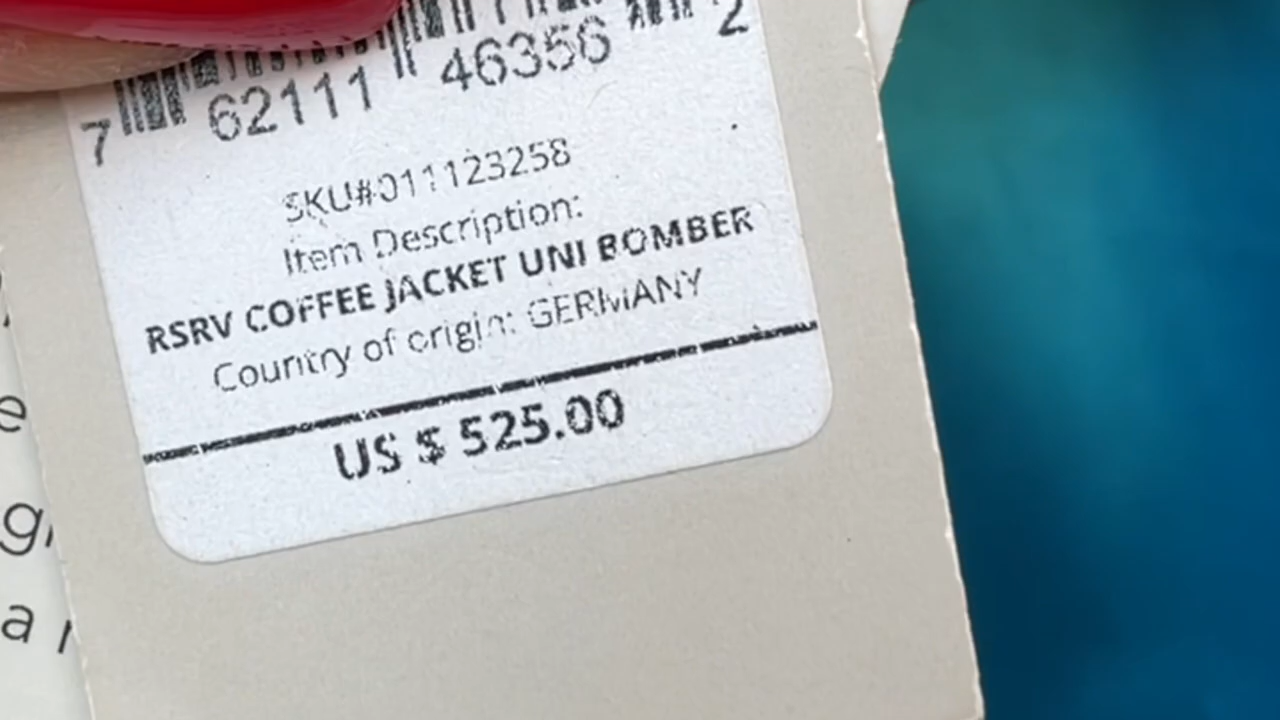 7 62111 46356 2
SKU#011123258
Item Description:
RSRV COFFEE JACKET UNI BOMBER
Country of origin: GERMANY
US $ 525.00
e
g
a r